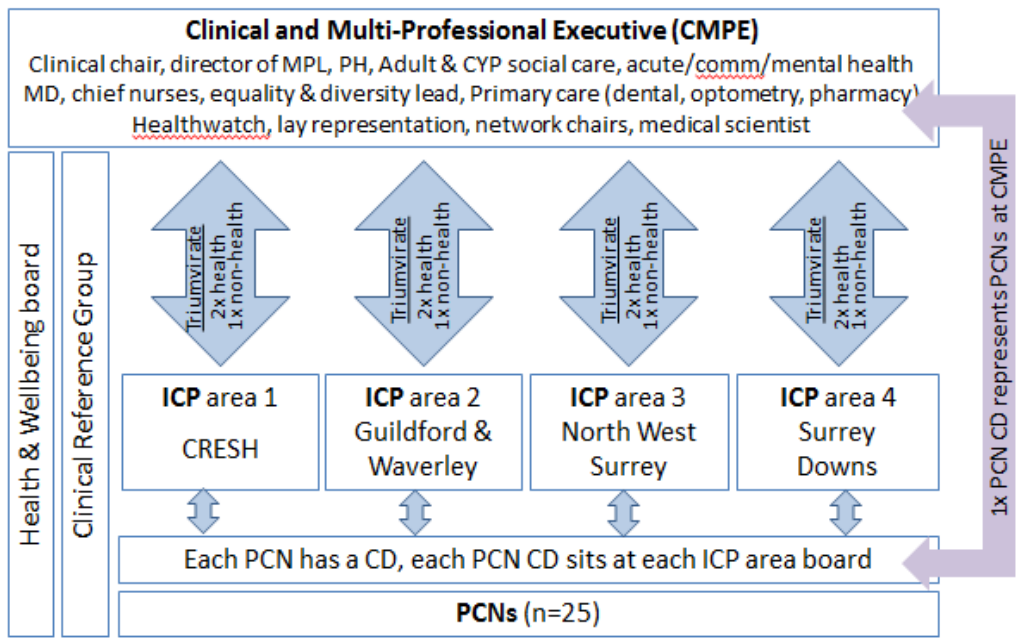 Clinical and Multi-Professional Executive (CMPE)
Clinical chair, director of MPL, PH, Adult & CYP social care, acute/comm/mental health
MD, chief nurses, equality & diversity lead, Primary care (dental, optometry, pharmacy)
Healthwatch, lay representation, network chairs, medical scientist
Health & Wellbeing board
Clinical Reference Group
Triumvirate
2x health
1x non-health
Triumvirate
2x health
1x non-health
Triumvirate
2x health
1x non-health
Triumvirate
2x health
1x non-health
1x PCN CD represents PCNs at CMPE
ICP area 1
CRESH
ICP area 2
Guildford &
Waverley
ICP area 3
North West
Surrey
ICP area 4
Surrey
Downs
Each PCN has a CD, each PCN CD sits at each ICP area board
PCNs (n=25)